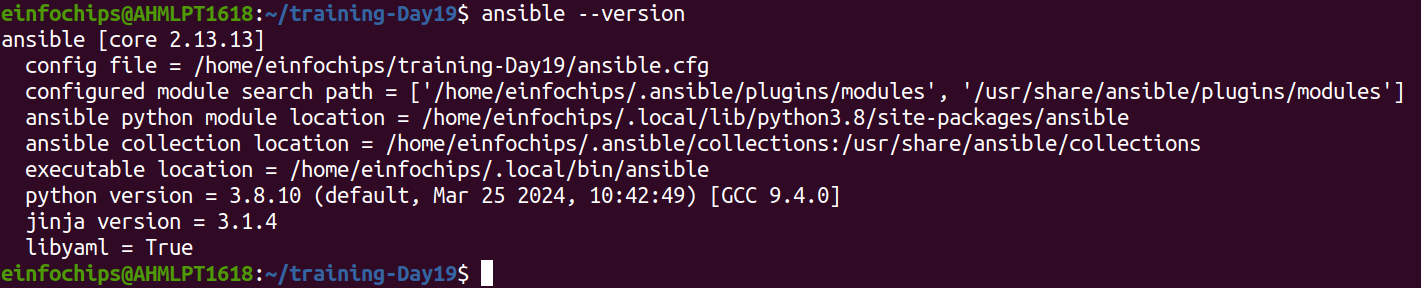 einfochips@AHMLPT1618:~/training-Day19$ ansible --version
ansible [core 2.13.13]
  config file = /home/einfochips/training-Day19/ansible.cfg
  configured module search path = ['/home/einfochips/.ansible/plugins/modules', '/usr/share/ansible/plugins/modules']
  ansible python module location = /home/einfochips/.local/lib/python3.8/site-packages/ansible
  ansible collection location = /home/einfochips/.ansible/collections:/usr/share/ansible/collections
  executable location = /home/einfochips/.local/bin/ansible
  python version = 3.8.10 (default, Mar 25 2024, 10:42:49) [GCC 9.4.0]
  jinja version = 3.1.4
  libyaml = True
einfochips@AHMLPT1618:~/training-Day19$